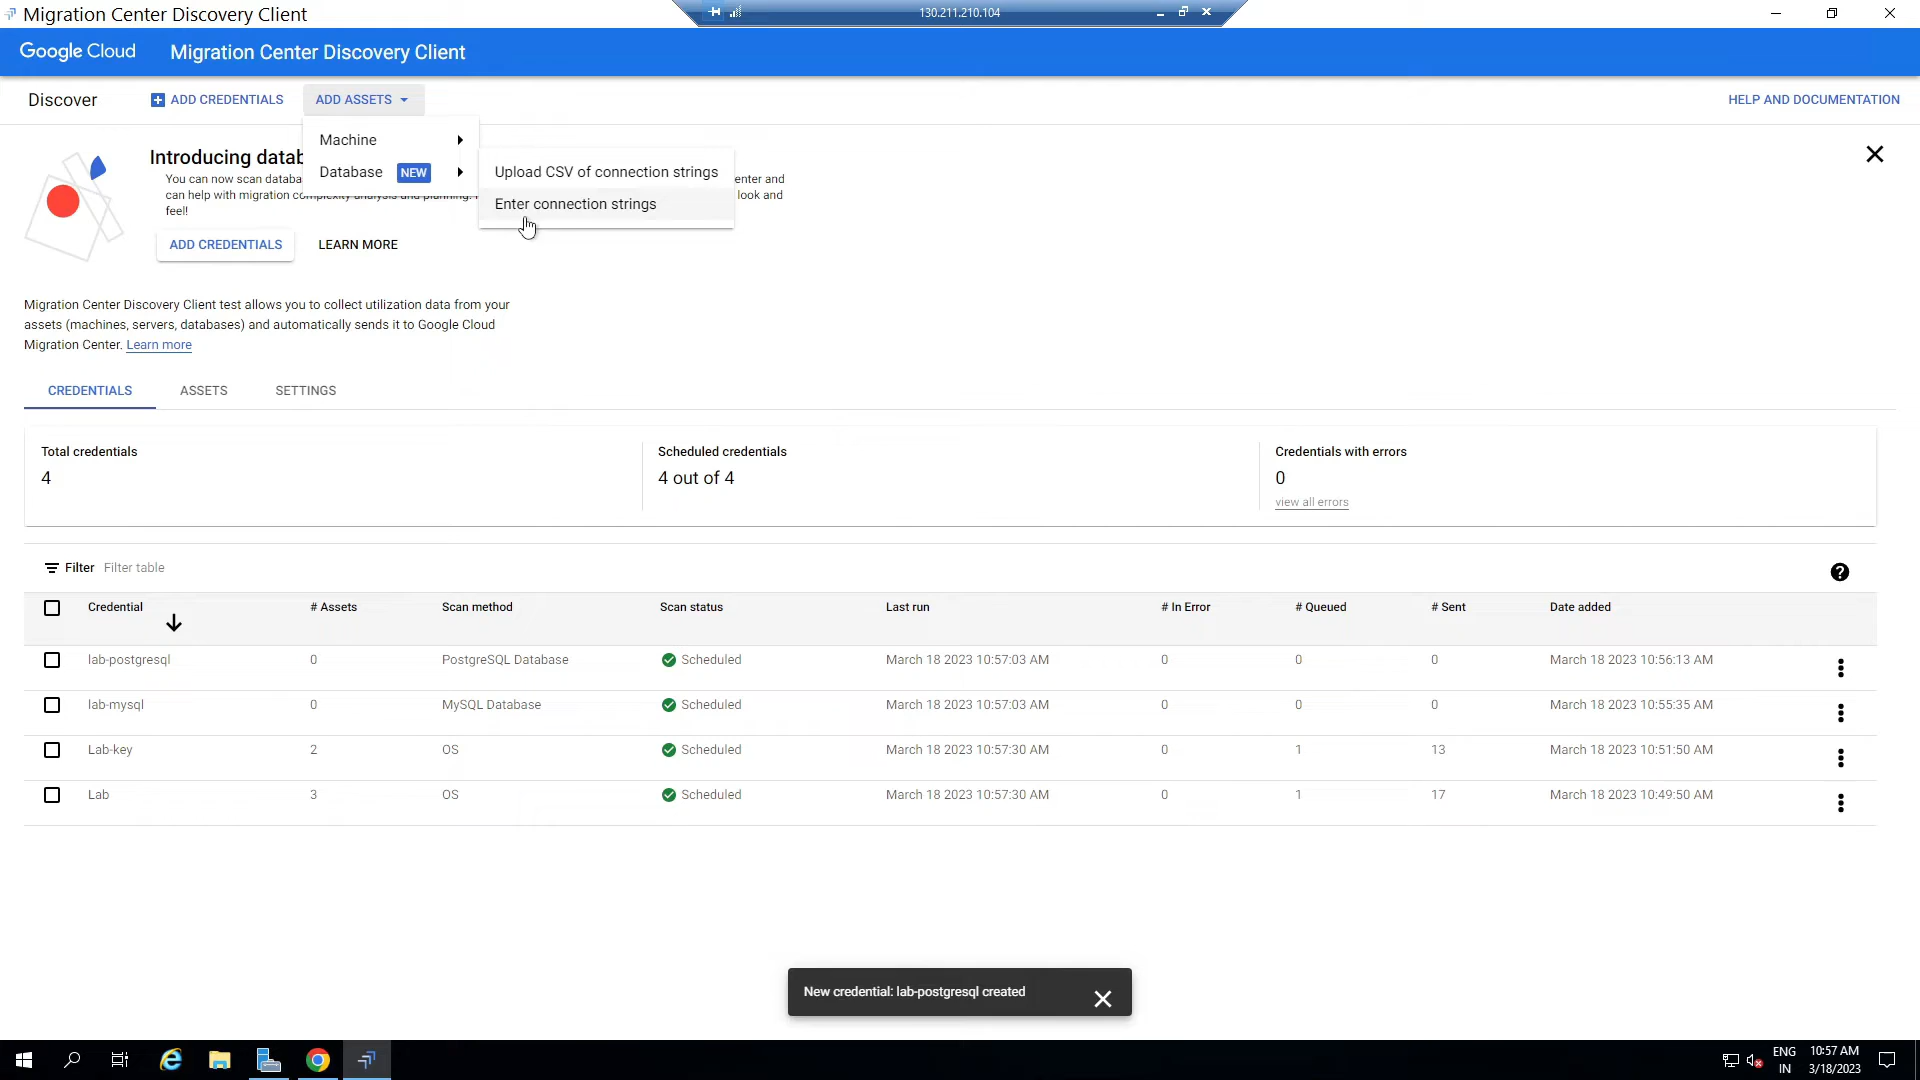 Migration Center Discovery Client
130.211.210.104
Google Cloud Migration Center Discovery Client
Discover ADD CREDENTIALS ADD ASSETS HELP AND DOCUMENTATION
Machine
Database NEW
Upload CSV of connection strings
Enter connection strings
Introducing datab
You can now scan databa enter and
can help with migration complexity analysis and planning. look and
feel!
ADD CREDENTIALS LEARN MORE
Migration Center Discovery Client test allows you to collect utilization data from your
assets (machines, servers, databases) and automatically sends it to Google Cloud
Migration Center. Learn more
CREDENTIALS ASSETS SETTINGS
Total credentials Scheduled credentials Credentials with errors
4 4 out of 4 0
view all errors
Filter Filter table
Credential # Assets Scan method Scan status Last run # In Error # Queued # Sent Date added
lab-postgresql 0 PostgreSQL Database Scheduled March 18 2023 10:57:03 AM 0 0 0 March 18 2023 10:56:13 AM
lab-mysql 0 MySQL Database Scheduled March 18 2023 10:57:03 AM 0 0 0 March 18 2023 10:55:35 AM
Lab-key 2 OS Scheduled March 18 2023 10:57:30 AM 0 1 13 March 18 2023 10:51:50 AM
Lab 3 OS Scheduled March 18 2023 10:57:30 AM 0 1 17 March 18 2023 10:49:50 AM
New credential: lab-postgresql created
ENG 10:57 AM
IN 3/18/2023